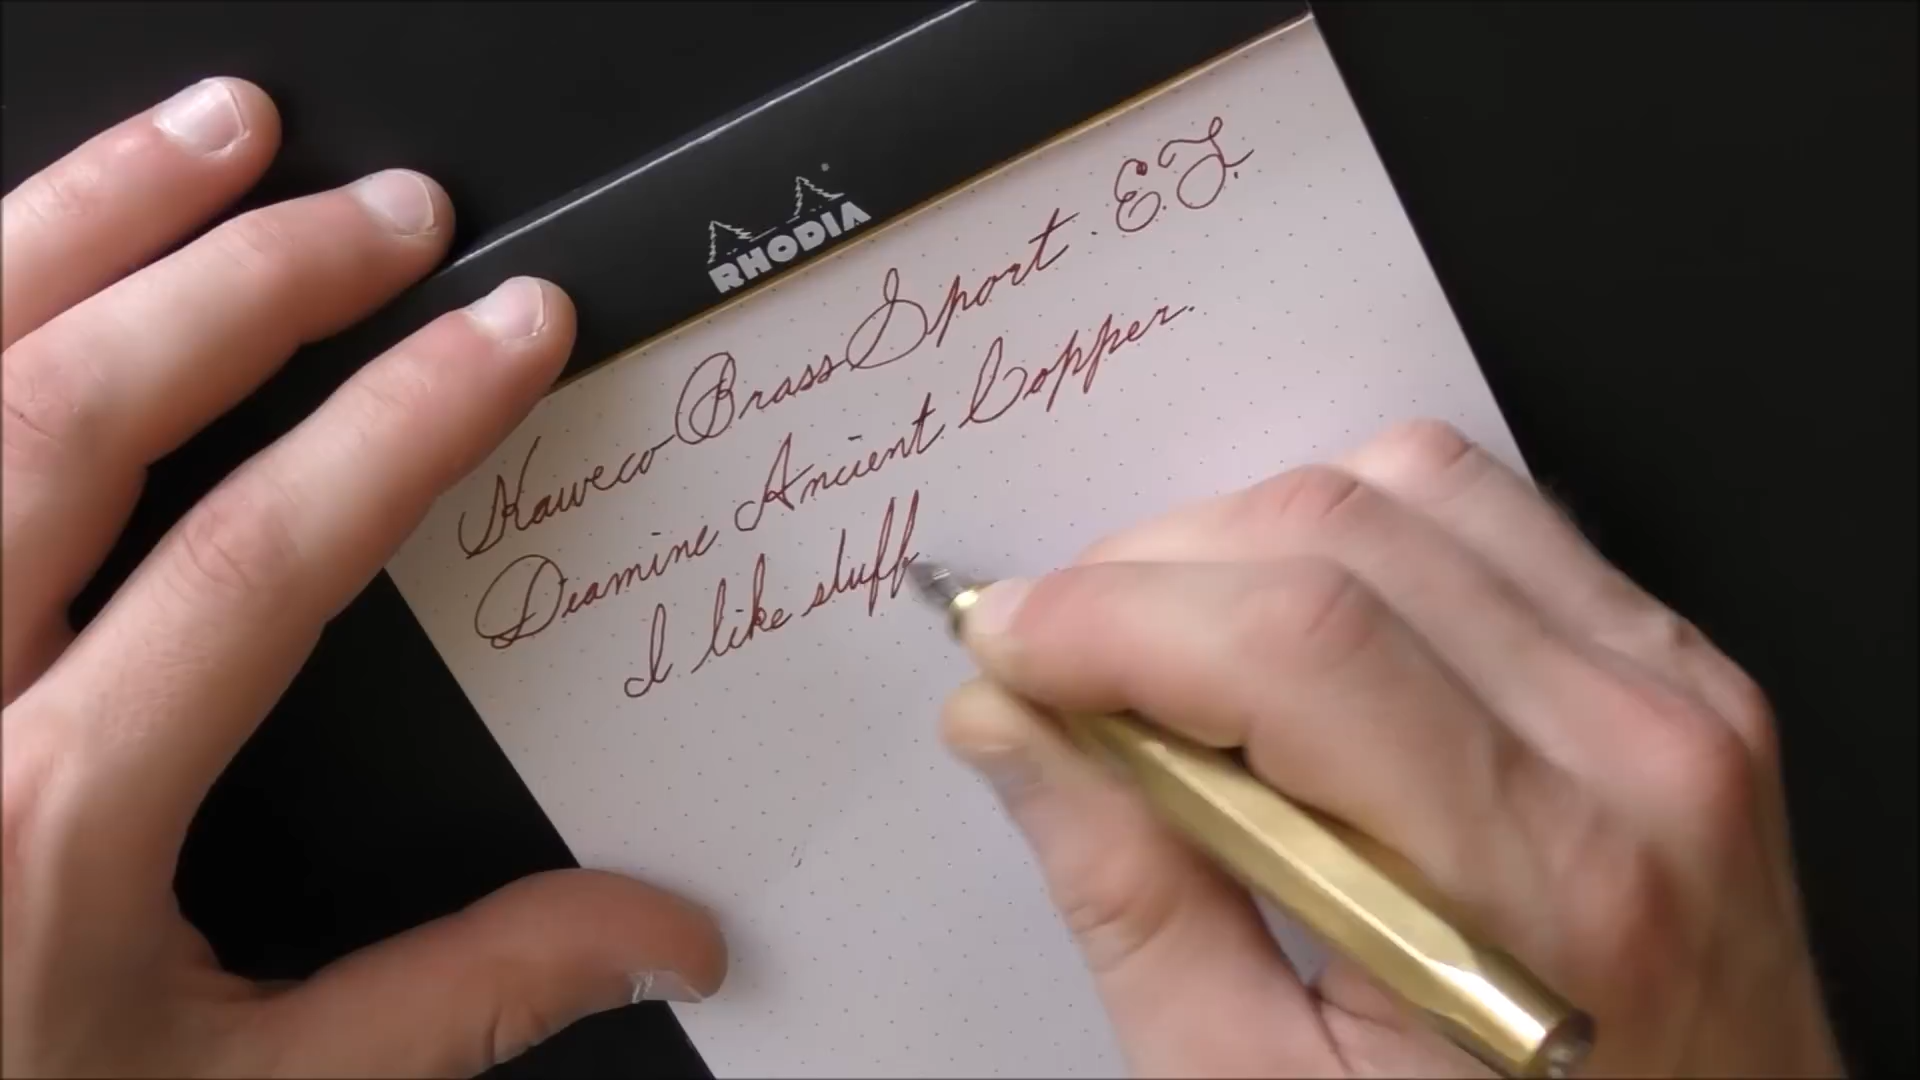 RHODIA
Kaweco Brass Sport. E.F.
Diamine Ancient Copper.
I like stuff